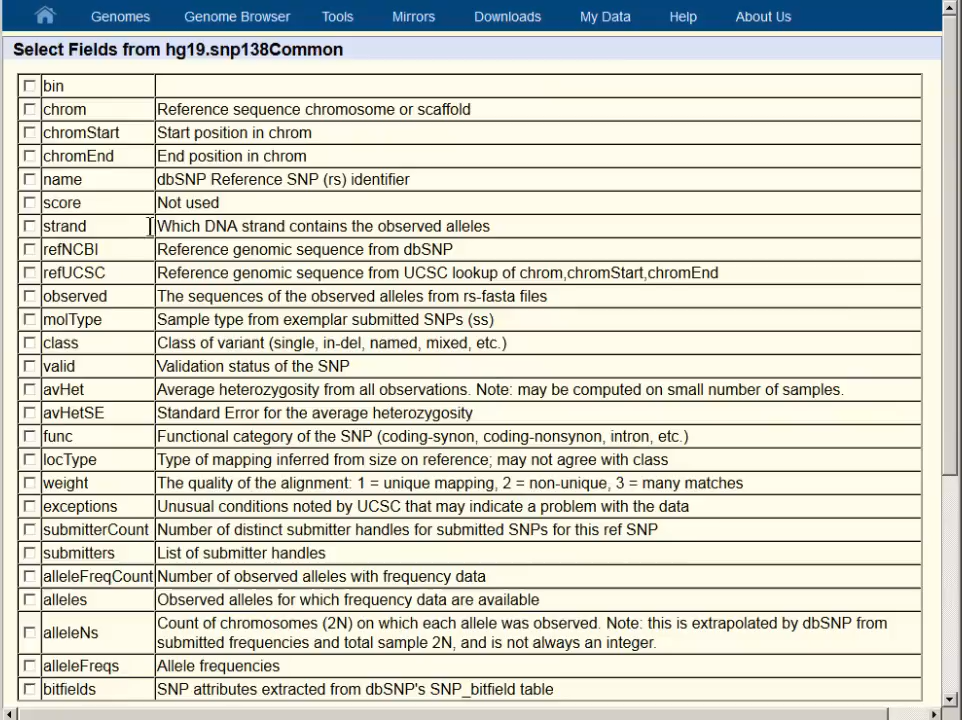 Genomes Genome Browser Tools Mirrors Downloads My Data Help About Us
Select Fields from hg19.snp138Common
bin
chrom Reference sequence chromosome or scaffold
chromStart Start position in chrom
chromEnd End position in chrom
name dbSNP Reference SNP (rs) identifier
score Not used
strand Which DNA strand contains the observed alleles
refNCBI Reference genomic sequence from dbSNP
refUCSC Reference genomic sequence from UCSC lookup of chrom,chromStart,chromEnd
observed The sequences of the observed alleles from rs-fasta files
molType Sample type from exemplar submitted SNPs (ss)
class Class of variant (single, in-del, named, mixed, etc.)
valid Validation status of the SNP
avHet Average heterozygosity from all observations. Note: may be computed on small number of samples.
avHetSE Standard Error for the average heterozygosity
func Functional category of the SNP (coding-synon, coding-nonsynon, intron, etc.)
locType Type of mapping inferred from size on reference; may not agree with class
weight The quality of the alignment: 1 = unique mapping, 2 = non-unique, 3 = many matches
exceptions Unusual conditions noted by UCSC that may indicate a problem with the data
submitterCount Number of distinct submitter handles for submitted SNPs for this ref SNP
submitters List of submitter handles
alleleFreqCount Number of observed alleles with frequency data
alleles Observed alleles for which frequency data are available
alleleNs Count of chromosomes (2N) on which each allele was observed. Note: this is extrapolated by dbSNP from
submitted frequencies and total sample 2N, and is not always an integer.
alleleFreqs Allele frequencies
bitfields SNP attributes extracted from dbSNP's SNP_bitfield table